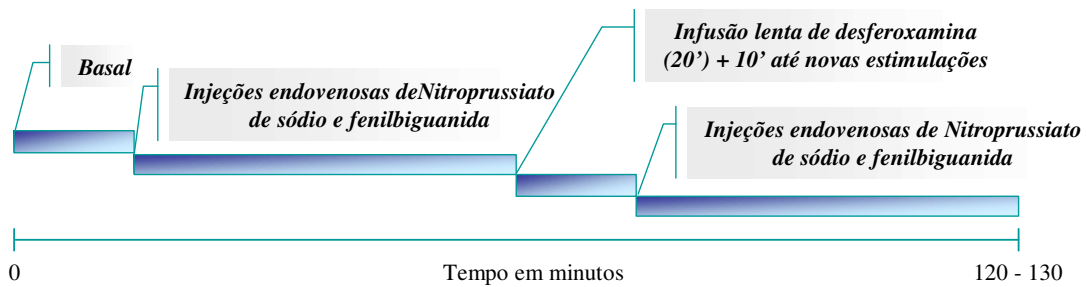 Basal
Injeções endovenosas deNitroprussiato
de sódio e fenilbiguanida
Infusão lenta de desferoxamina
(20’) + 10’ até novas estimulações
Injeções endovenosas de Nitroprussiato
de sódio e fenilbiguanida
0
Tempo em minutos
120 - 130